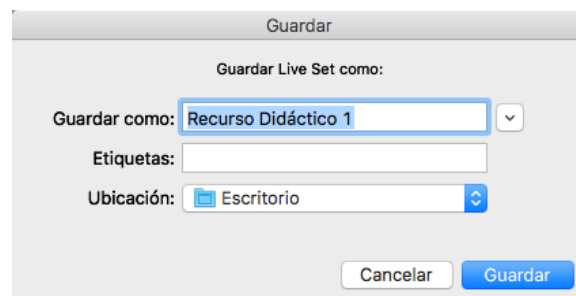 Guardar
Guardar Live Set como:
Guardar como: Recurso Didáctico 1
Etiquetas:
Ubicación: Escritorio
Cancelar Guardar